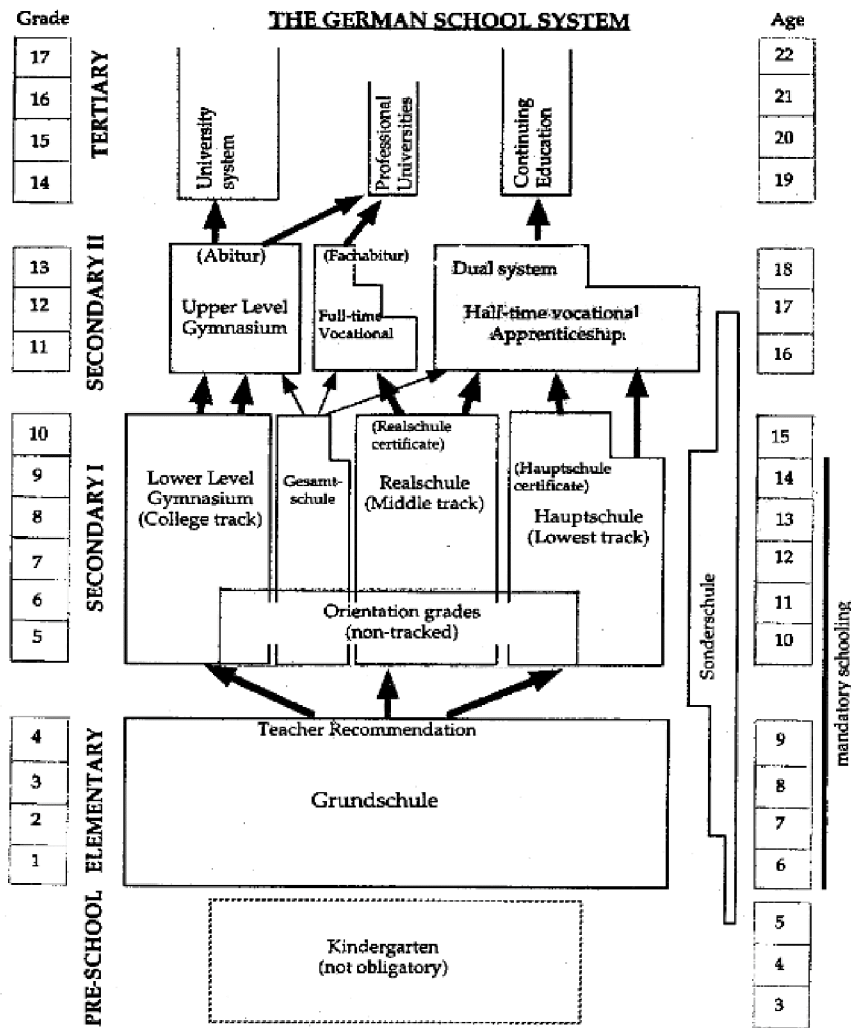 Grade
THE GERMAN SCHOOL SYSTEM
Age
17
16
15
14
TERTIARY
University
system
Professional
Universities
Continuing
Education
22
21
20
19
13
12
11
SECONDARY II
(Abitur)
Upper Level
Gymnasium
(Fachabitur)
Full-time
Vocational
Dual system
Half-time vocational
Apprenticeship
18
17
16
10
9
8
7
6
5
SECONDARY I
Lower Level
Gymnasium
(College track)
Gesamt-
schule
(Realschule
certificate)
Realschule
(Middle track)
(Hauptschule
certificate)
Hauptschule
(Lowest track)
Orientation grades
(non-tracked)
Sonderschule
15
14
13
12
11
10
mandatory schooling
4
3
2
1
ELEMENTARY
Teacher Recommendation
Grundschule
9
8
7
6
PRE-SCHOOL
Kindergarten
(not obligatory)
5
4
3